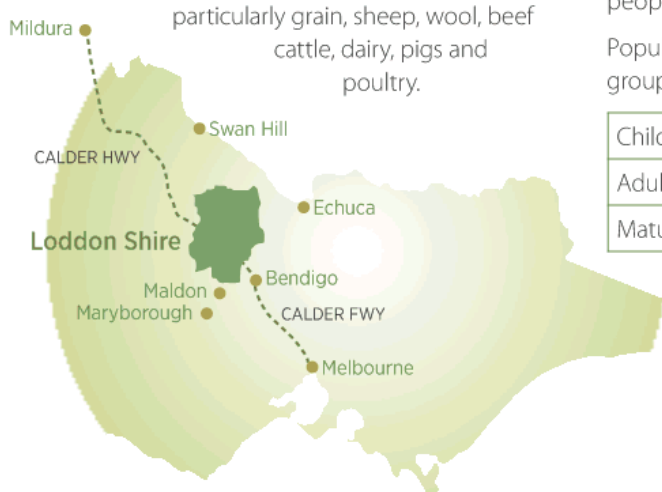 particularly grain, sheep, wool, beef
cattle, dairy, pigs and
poultry.
Mildura
Swan Hill
CALDER HWY
Echuca
Loddon Shire
Bendigo
Maldon
Maryborough
CALDER FWY
Melbourne